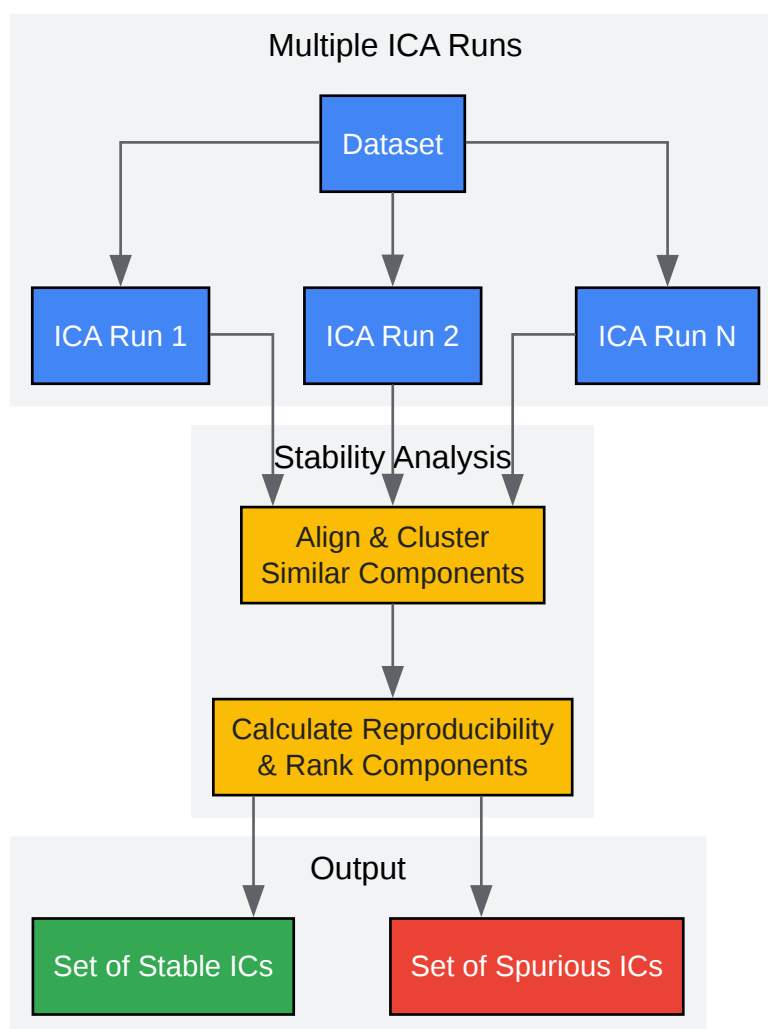 Multiple ICA Runs
Dataset
ICA Run 1
ICA Run 2
ICA Run N
Stability Analysis
Align & Cluster
Similar Components
Calculate Reproducibility
& Rank Components
Output
Set of Stable ICs
Set of Spurious ICs